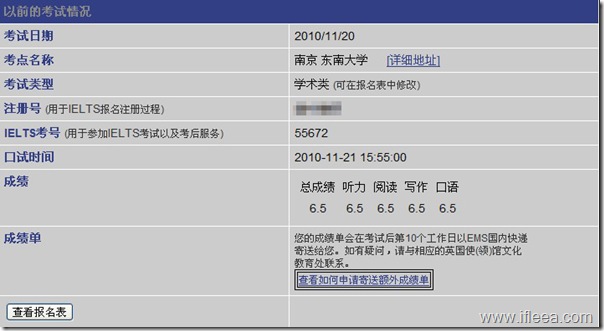 以前的考试情况
考试日期 2010/11/20
考点名称 南京 东南大学 [详细地址]
考试类型 学术类 (可在报名表中修改)
注册号 (用于IELTS报名注册过程)
IELTS考号 (用于参加IELTS考试以及考后服务) 55672
口试时间 2010-11-21 15:55:00
成绩 总成绩 听力 阅读 写作 口语
6.5 6.5 6.5 6.5 6.5
成绩单 您的成绩单会在考试后第10个工作日以EMS国内快递
寄送给您。如有疑问，请与相应的英国使(领)馆文化
教育处联系。
查看如何申请寄送额外成绩单
查看报名表
www.ifleea.com